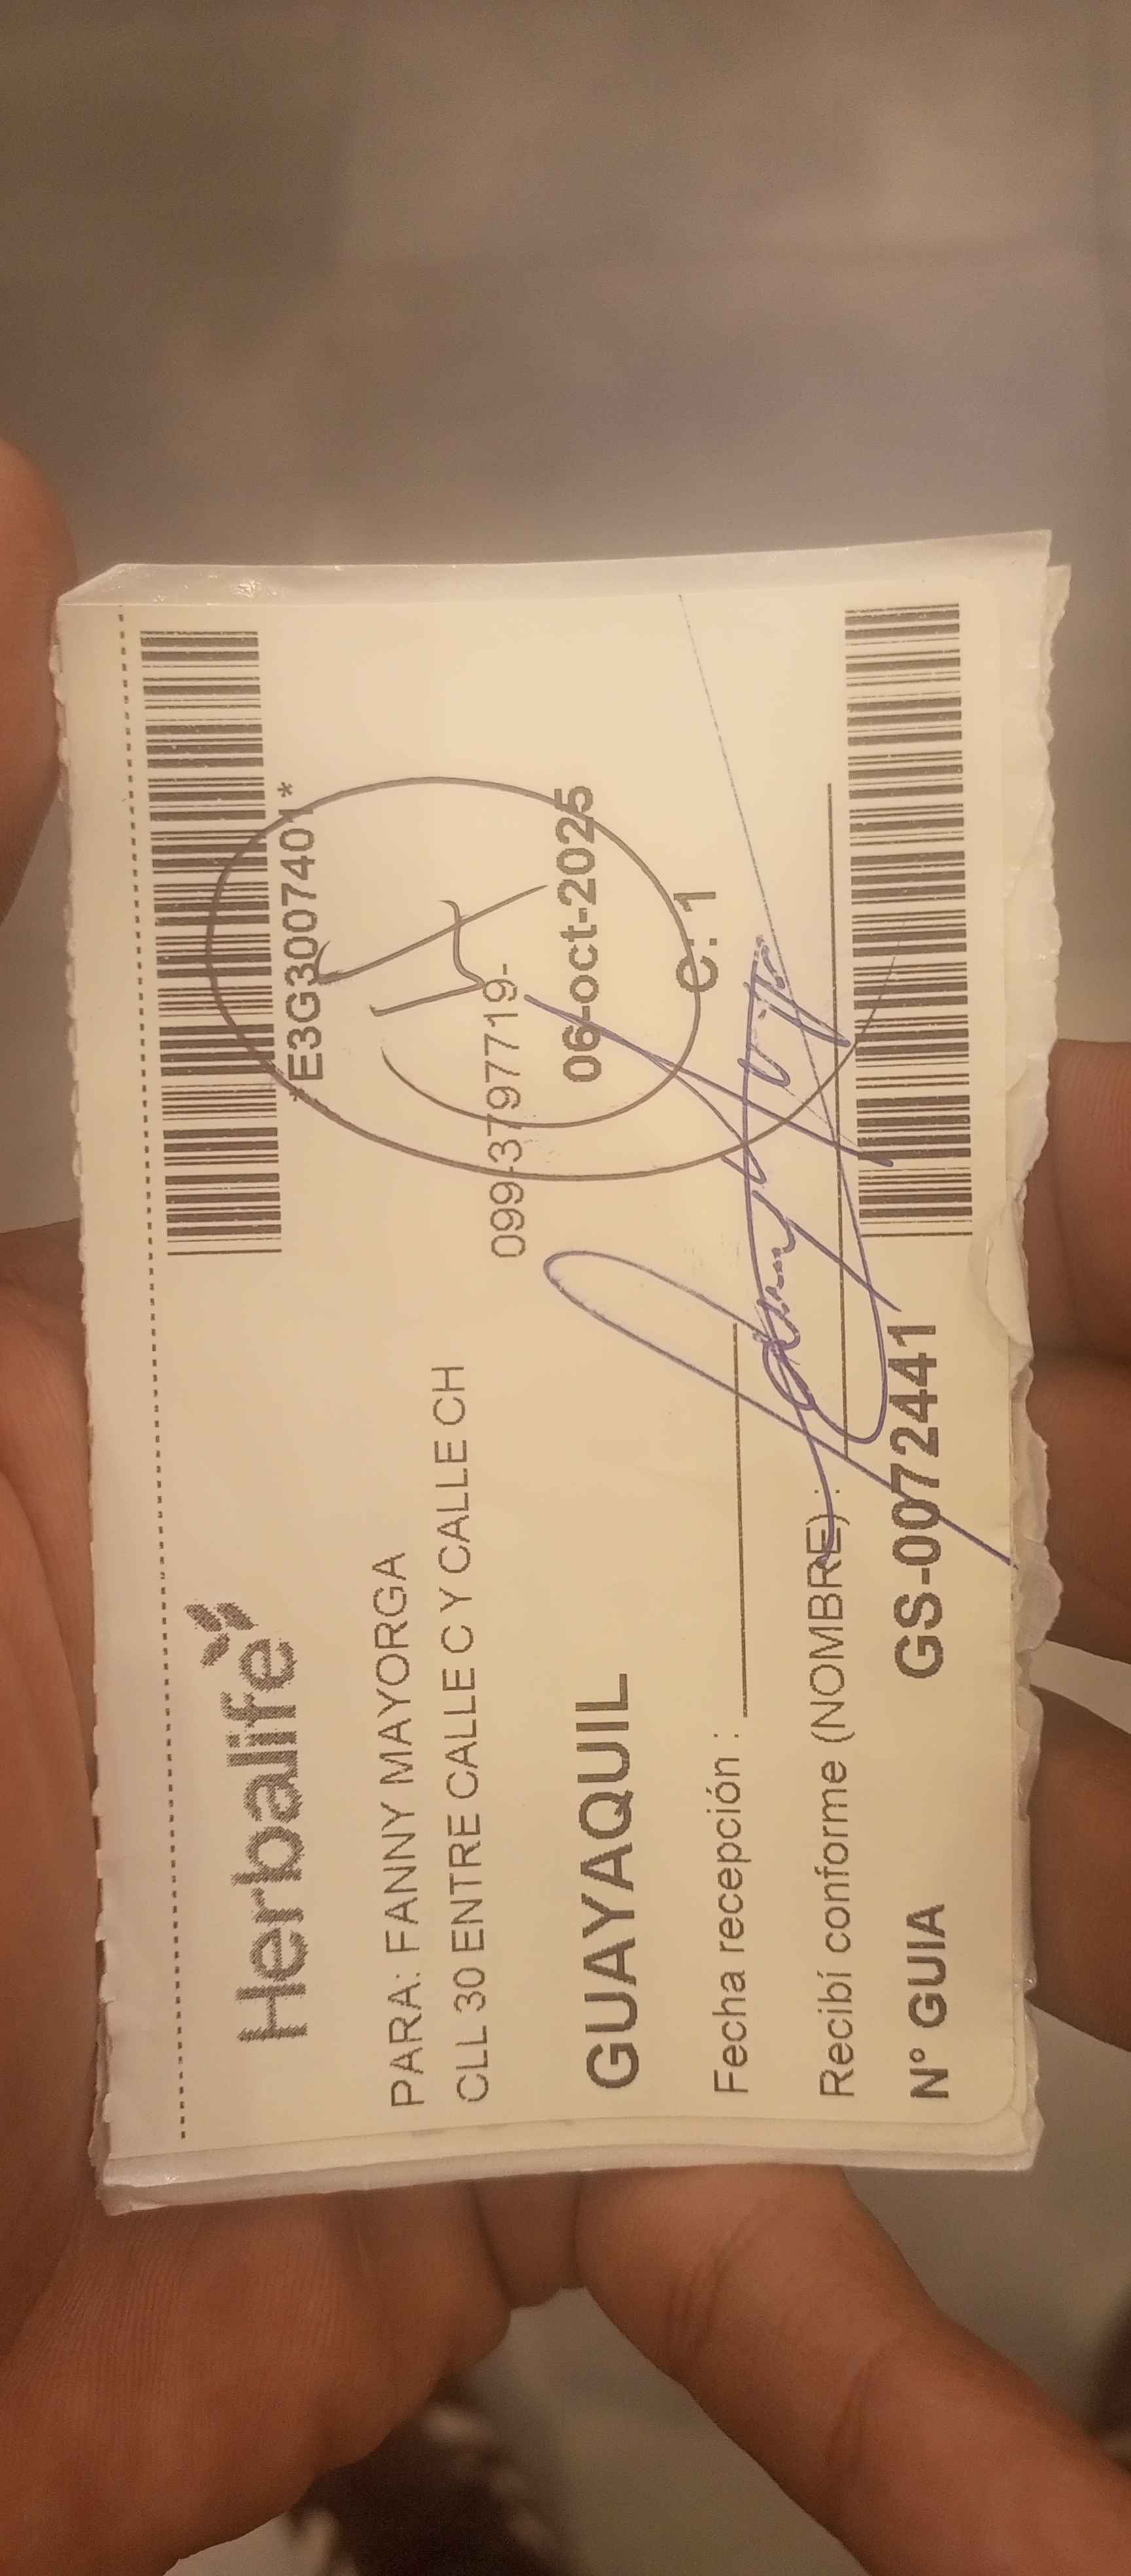 *E3G3007401*
Herbalife
PARA: FANNY MAYORGA
CLL 30 ENTRE CALLE C Y CALLE CH
099-3797719-
GUAYAQUIL 06-oct-2025
Fecha recepción : c: 1
Recibí conforme (NOMBRE) :
N° GUIA GS-0072441